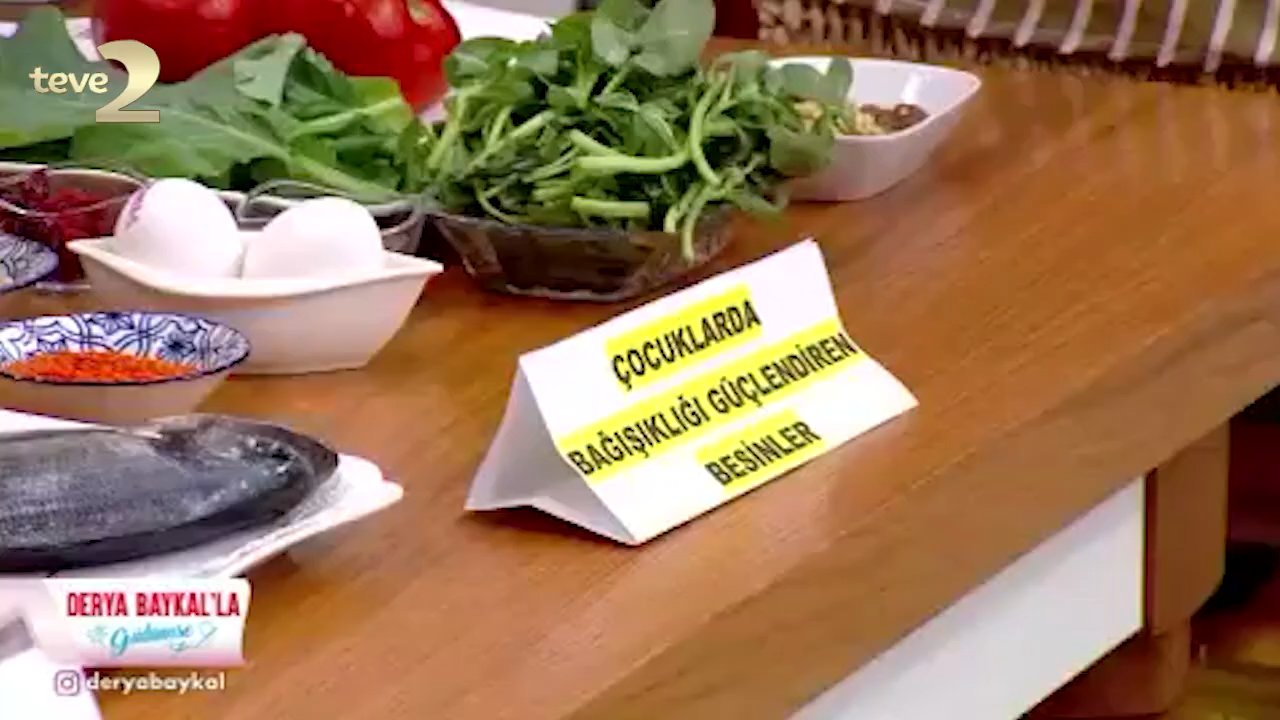 teve2
ÇOCUKLARDA
BAĞIŞIKLIĞI GÜÇLENDİREN
BESİNLER
DERYA BAYKAL'LA
Gülümse
deryabaykal